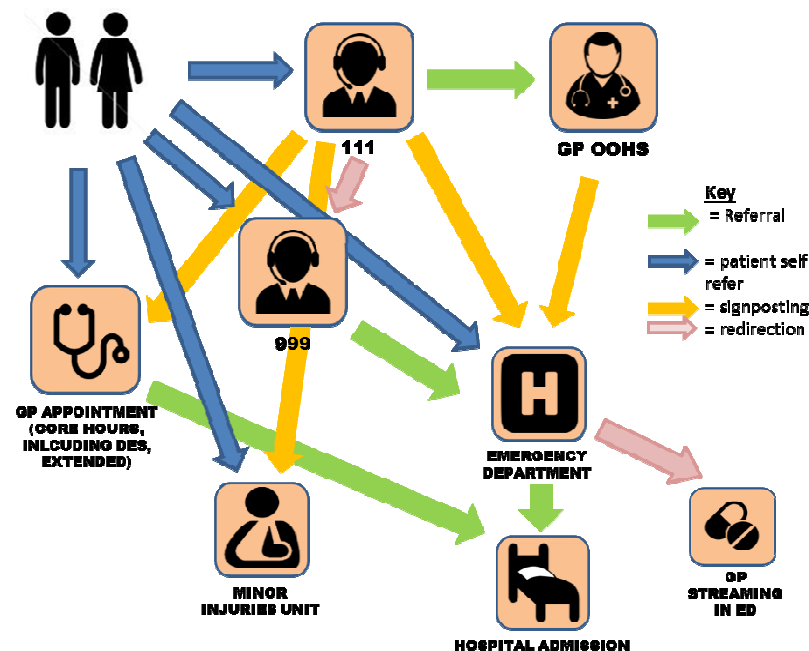 111
GP OOHS
Key
= Referral
= patient self
refer
= signposting
= redirection
999
GP APPOINTMENT
(CORE HOURS,
INLCUDING DES,
EXTENDED)
H
EMERGENCY
DEPARTMENT
MINOR
INJURIES UNIT
GP
STREAMING
IN ED
HOSPITAL ADMISSION